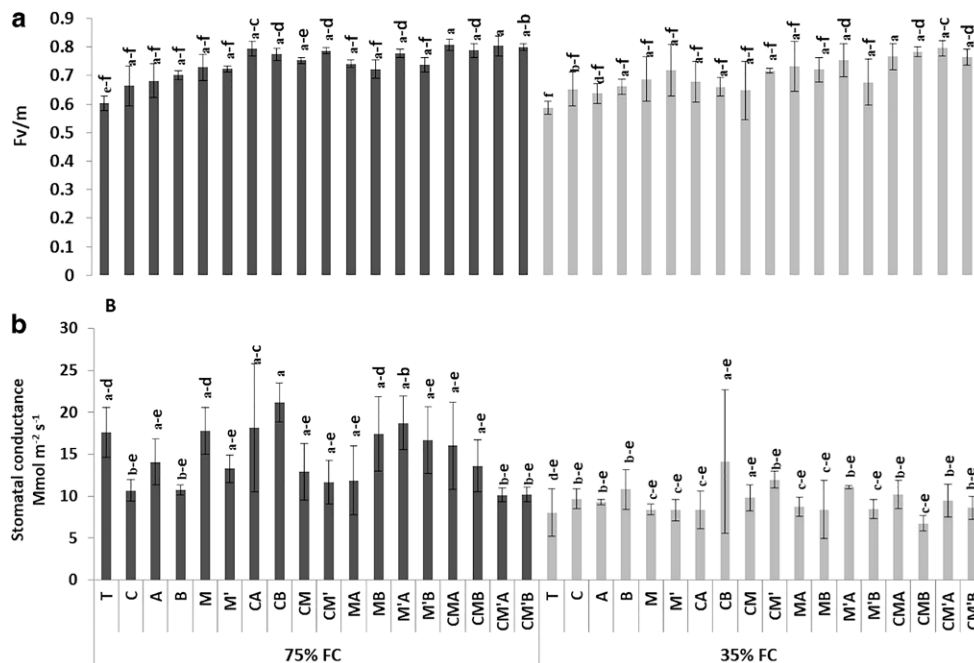 a
0.9
0.8
0.7
0.6
0.5
0.4
0.3
0.2
0.1
0
Fv/m
e-f a-f a-f a-f a-f a-f a-c a-d a-e a-f a-f a-f a-d a-f a a-d a-f a-b
f b-f d-f a-f a-f a-f a-f a-f a-f a-f a-f a-f a-d a-f a-f a-d a-c a-d
B
b
30
25
20
15
10
5
0
Stomatal conductance
Mmol m⁻² s⁻¹
a-d b-e a-e b-e a-d a-e a-c a a-e a-e a-e a-d a-b a-e a-e a-e b-e b-e
d-e b-e b-e b-e c-e c-e c-e a-e a-e b-e c-e c-e b-e c-e b-e c-e b-e c-e
T C A B M M' CA CB CM CM' MA MB M'A M'B CMA CMB CM'A CM'B
T C A B M M' CA CB CM CM' MA MB M'A M'B CMA CMB CM'A CM'B
75% FC
35% FC